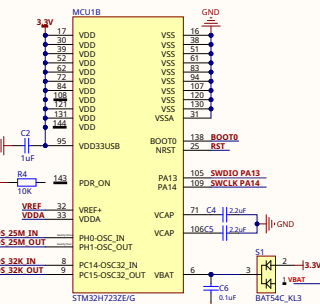 MCU1B
GND
3.3V
17 VDD VSS 16
30 VDD VSS 38
39 VDD VSS 51
52 VDD VSS 61
62 VDD VSS 83
72 VDD VSS 94
84 VDD VSS 107
108 VDD VSS 120
121 VDD VSS 130
131 VDD VSSA 31
144 VDD
C2
1uF
95 VDD33USB
BOOT0 138 BOOT0
NRST 25 RST
R4
10K
143 PDR_ON
PA13 105 SWDIO PA13
PA14 109 SWCLK PA14
VREF 32 VREF+
VDDA 33 VDDA
VCAP 71 C4 2.2uF
GND
S 25M IN PH0-OSC_IN
S 25M_OUT PH1-OSC_OUT
VCAP 106 C5 2.2uF
S 32K IN 8 PC14-OSC32_IN
S 32K OUT 9 PC15-OSC32_OUT
VBAT 6
S1
3 2 3.3V
1 VBAT
C6
0.1uF
STM32H723ZE/G
BAT54C_KL3